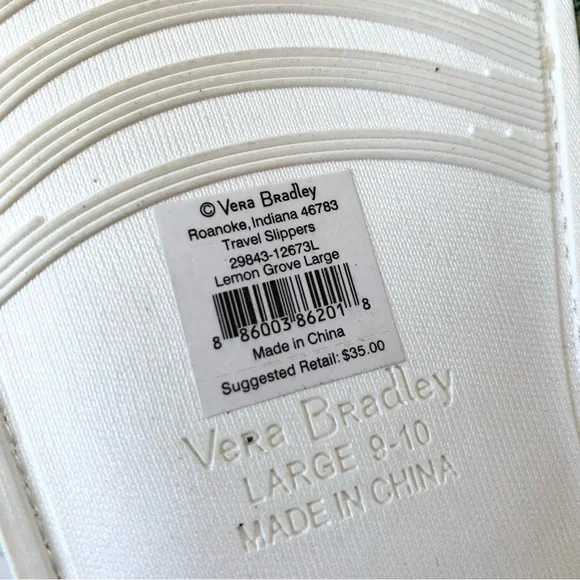 © Vera Bradley
Roanoke, Indiana 46783
Travel Slippers
29843-12673L
Lemon Grove Large
8 86003 86201 8
Made in China
Suggested Retail: $35.00
Vera Bradley
LARGE 9-10
MADE IN CHINA